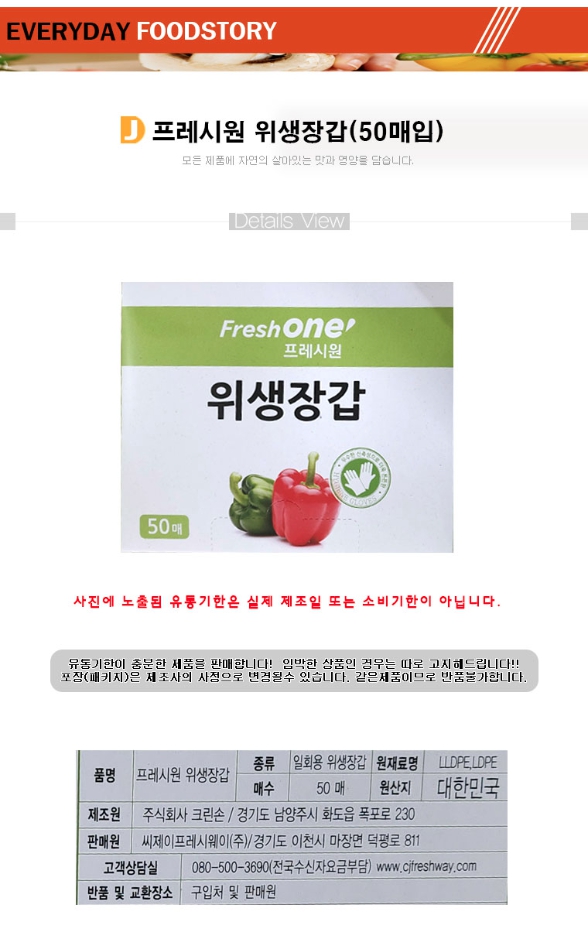 EVERYDAY FOODSTORY
J 프레시원 위생장갑(50매입)
모든 제품에 자연의 살아있는 맛과 영양을 담습니다.
Details View
Freshone'
프레시원
위생장갑
50매
사진에 노출된 유통기한은 실제 제조일 또는 소비기한이 아닙니다.
유통기한이 충분한 제품을 판매합니다! 임박한 상품인 경우는 따로 고지해드립니다!!
포장(패키지)은 제조사의 사정으로 변경될수 있습니다. 같은제품이므로 반품불가합니다.
품명 프레시원 위생장갑 종류 일회용 위생장갑 원재료명 LLDPE,LDPE
매수 50 매 원산지 대한민국
제조원 주식회사 크린손 / 경기도 남양주시 화도읍 폭포로 230
판매원 씨제이프레시웨이(주)/경기도 이천시 마장면 덕평로 811
고객상담실 080-500-3690(전국수신자요금부담) www.cjfreshway.com
반품 및 교환장소 구입처 및 판매원